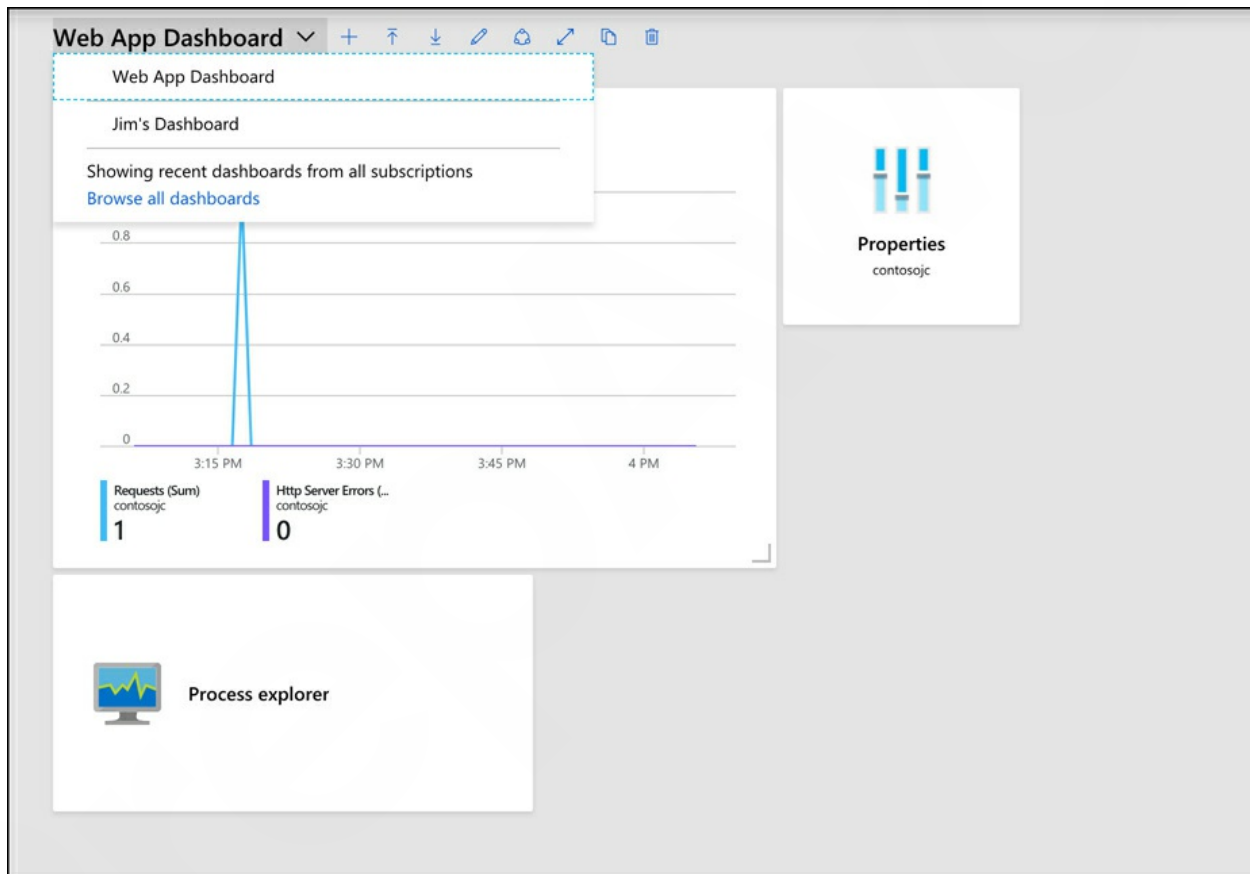 Web App Dashboard
Web App Dashboard
Jim's Dashboard
Showing recent dashboards from all subscriptions
Browse all dashboards
0.8
0.6
0.4
0.2
0
3:15 PM 3:30 PM 3:45 PM 4 PM
Requests (Sum) Http Server Errors (...
contosojc contosojc
1 0
Properties
contosojc
Process explorer